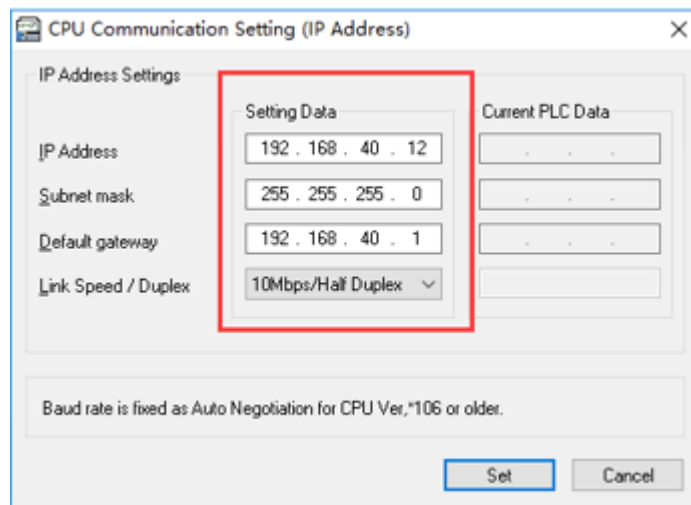 CPU Communication Setting (IP Address)
IP Address Settings
Setting Data
Current PLC Data
IP Address
192 . 168 . 40 . 12
. . .
Subnet mask
255 . 255 . 255 . 0
. . .
Default gateway
192 . 168 . 40 . 1
. . .
Link Speed / Duplex
10Mbps/Half Duplex
Baud rate is fixed as Auto Negotiation for CPU Ver,*106 or older.
Set
Cancel